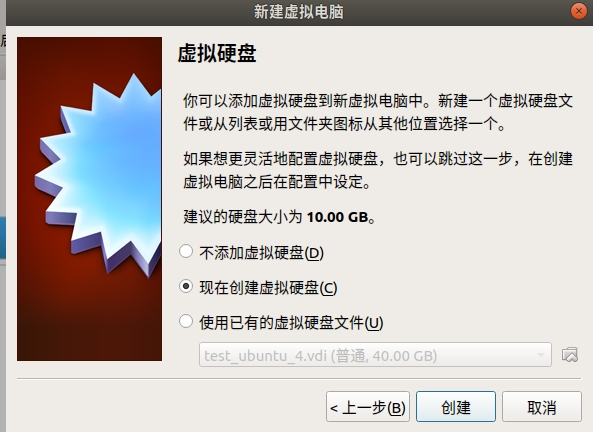 新建虚拟电脑
虚拟硬盘
你可以添加虚拟硬盘到新虚拟电脑中。新建一个虚拟硬盘文
件或从列表或用文件夹图标从其他位置选择一个。
如果想更灵活地配置虚拟硬盘，也可以跳过这一步，在创建
虚拟电脑之后在配置中设定。
建议的硬盘大小为 10.00 GB。
不添加虚拟硬盘(D)
现在创建虚拟硬盘(C)
使用已有的虚拟硬盘文件(U)
test_ubuntu_4.vdi (普通, 40.00 GB)
< 上一步(B)
创建
取消